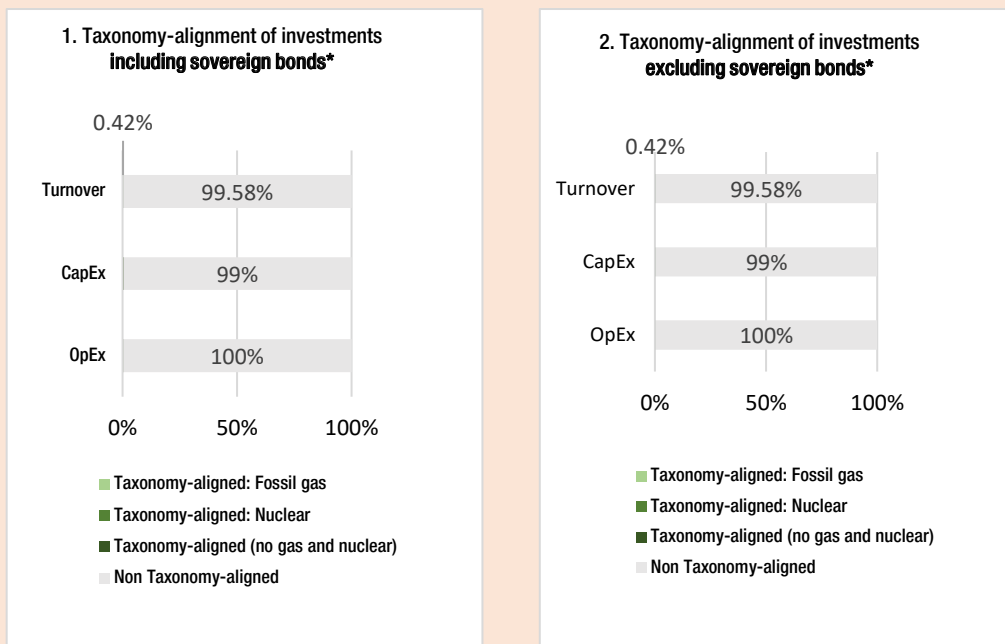 1. Taxonomy-alignment of investments
including sovereign bonds*
0.42%
Turnover
99.58%
CapEx
99%
OpEx
100%
0%
50%
100%
Taxonomy-aligned: Fossil gas
Taxonomy-aligned: Nuclear
Taxonomy-aligned (no gas and nuclear)
Non Taxonomy-aligned
2. Taxonomy-alignment of investments
excluding sovereign bonds*
0.42%
Turnover
99.58%
CapEx
99%
OpEx
100%
0%
50%
100%
Taxonomy-aligned: Fossil gas
Taxonomy-aligned: Nuclear
Taxonomy-aligned (no gas and nuclear)
Non Taxonomy-aligned